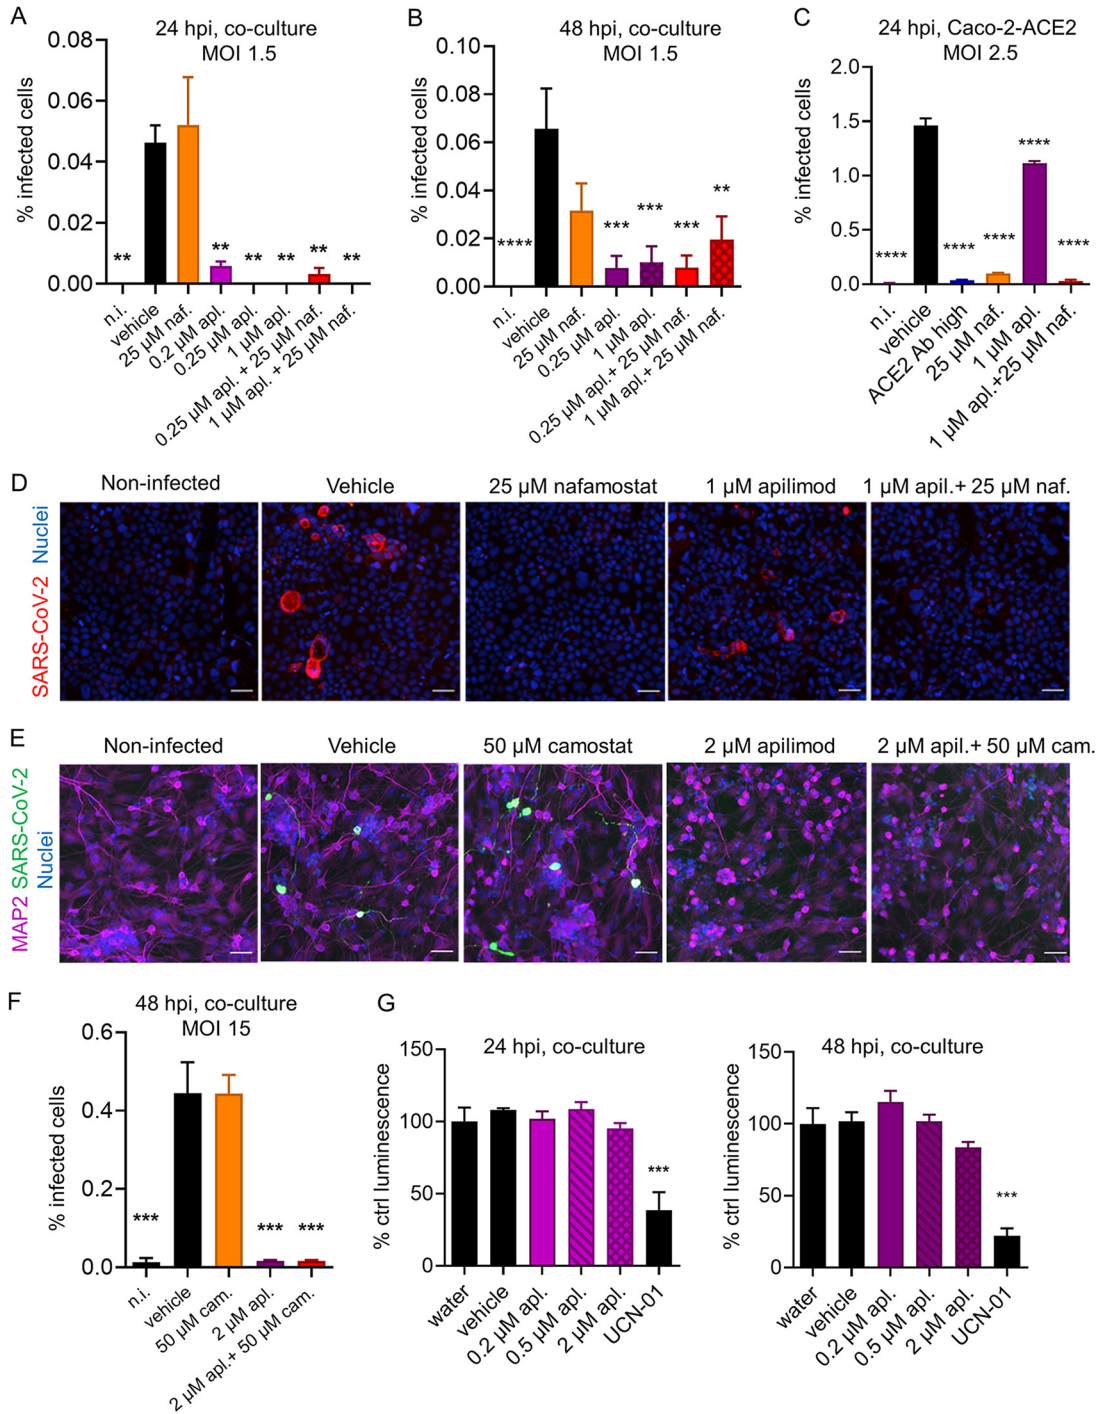 A
24 hpi, co-culture
MOI 1.5
% infected cells
0.08
0.06
0.04
0.02
0.00
**
**
**
**
**
**
n.i.
vehicle
25 µM naf.
0.2 µM apl.
0.25 µM apl.
1 µM apl.
0.25 µM apl. + 25 µM naf.
1 µM apl. + 25 µM naf.
B
48 hpi, co-culture
MOI 1.5
% infected cells
0.10
0.08
0.06
0.04
0.02
0.00
****
***
***
***
**
n.i.
vehicle
25 µM naf.
0.25 µM apl.
1 µM apl.
0.25 µM apl.+ 25 µM naf.
1 µM apl.+ 25 µM naf.
C
24 hpi, Caco-2-ACE2
MOI 2.5
% infected cells
2.0
1.5
1.0
0.5
0.0
****
****
****
****
****
n.i.
vehicle
ACE2 Ab high
25 µM naf.
1 µM apl.
1 µM apl.+25 µM naf.
D
Non-infected
Vehicle
25 µM nafamostat
1 µM apilimod
1 µM apil.+ 25 µM naf.
SARS-CoV-2 Nuclei
E
Non-infected
Vehicle
50 µM camostat
2 µM apilimod
2 µM apil.+ 50 µM cam.
MAP2 SARS-CoV-2
Nuclei
F
48 hpi, co-culture
MOI 15
% infected cells
0.6
0.4
0.2
0.0
***
***
***
n.i.
vehicle
50 µM cam.
2 µM apl.
2 µM apl.+ 50 µM cam.
G
24 hpi, co-culture
% ctrl luminescence
150
100
50
0
***
water
vehicle
0.2 µM apl.
0.5 µM apl.
2 µM apl.
UCN-01
48 hpi, co-culture
% ctrl luminescence
150
100
50
0
***
water
vehicle
0.2 µM apl.
0.5 µM apl.
2 µM apl.
UCN-01